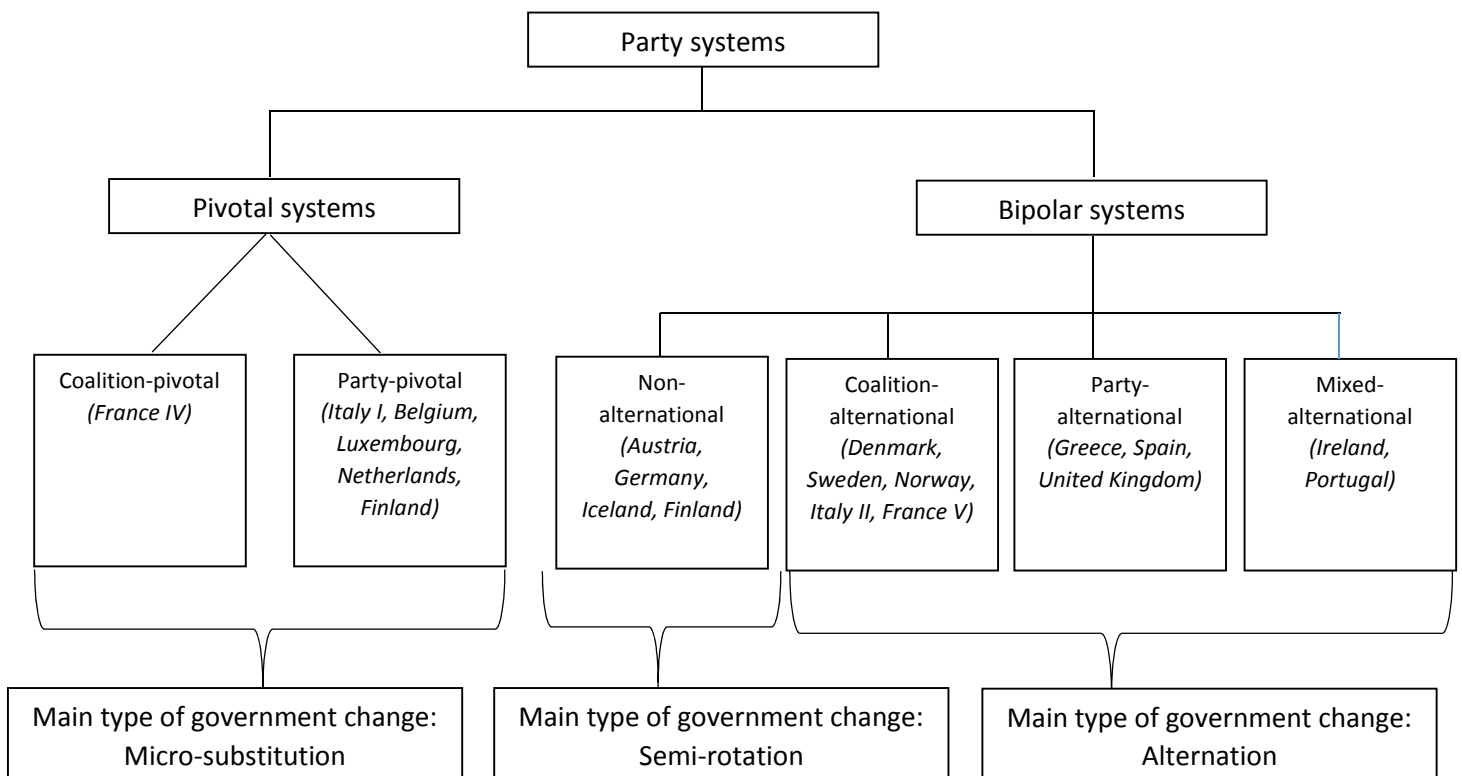 Party systems
Pivotal systems
Bipolar systems
Coalition-pivotal
(France IV)
Party-pivotal
(Italy I, Belgium,
Luxembourg,
Netherlands,
Finland)
Non-
alternational
(Austria,
Germany,
Iceland, Finland)
Coalition-
alternational
(Denmark,
Sweden, Norway,
Italy II, France V)
Party-
alternational
(Greece, Spain,
United Kingdom)
Mixed-
alternational
(Ireland,
Portugal)
Main type of government change:
Micro-substitution
Main type of government change:
Semi-rotation
Main type of government change:
Alternation